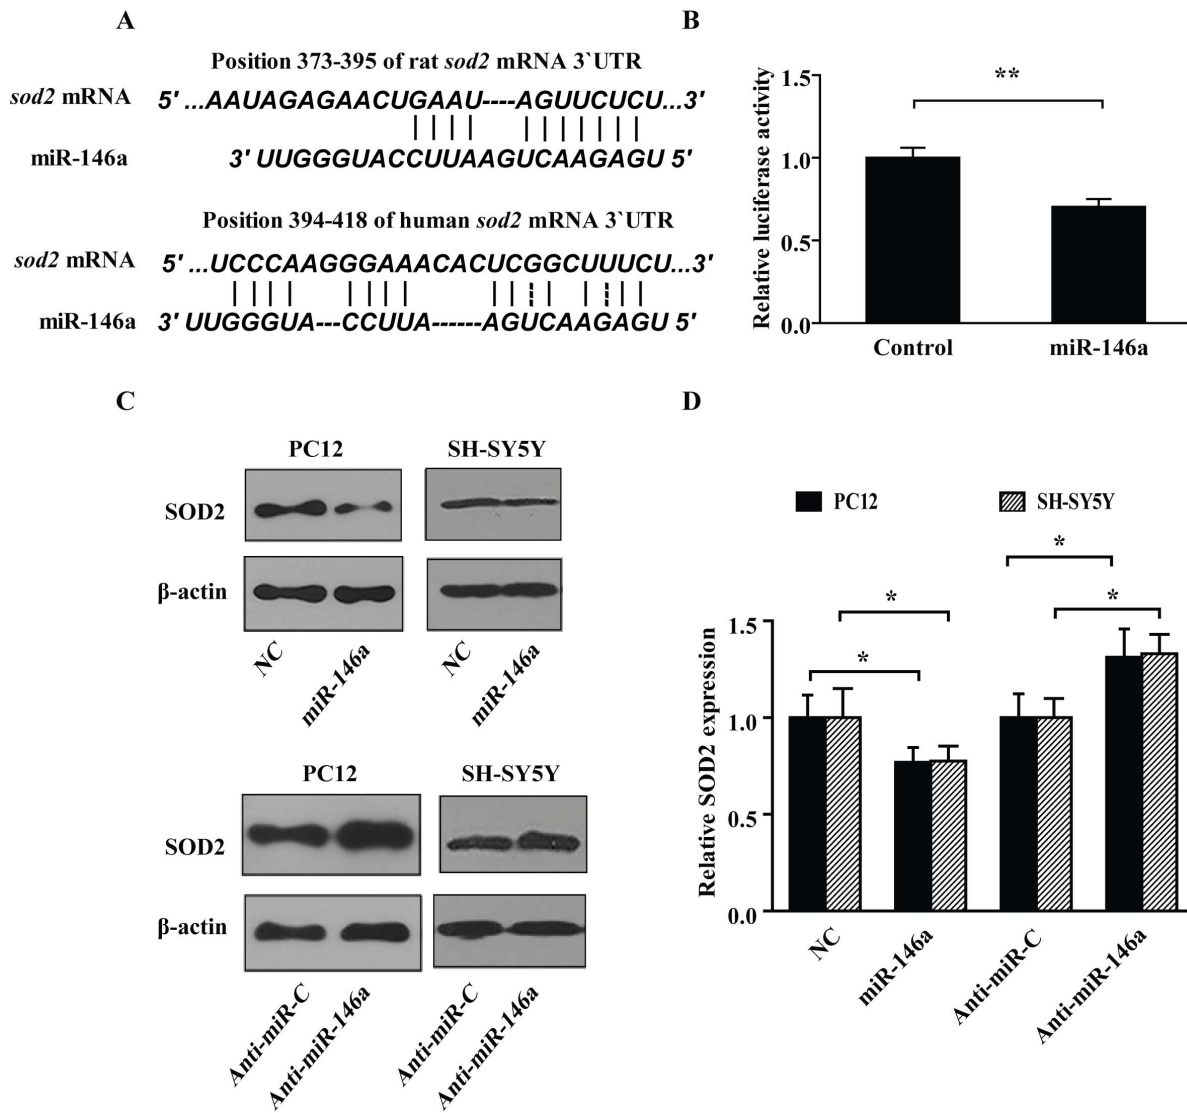 A
Position 373-395 of rat sod2 mRNA 3`UTR
sod2 mRNA 5' ...AAUAGAGAACUGAAU----AGUUCUCU...3'
miR-146a 3' UUGGGUACCUUAAGUCAAGAGU 5'
Position 394-418 of human sod2 mRNA 3`UTR
sod2 mRNA 5' ...UCCCAAGGGAAACACUCGGCUUUCU...3'
miR-146a 3' UUGGGUA---CCUUA------AGUCAAGAGU 5'
B
Relative luciferase activity
1.5
1.0
0.5
0.0
**
Control miR-146a
C
PC12 SH-SY5Y
SOD2
β-actin
NC miR-146a NC miR-146a
PC12 SH-SY5Y
SOD2
β-actin
Anti-miR-C Anti-miR-146a Anti-miR-C Anti-miR-146a
D
PC12 SH-SY5Y
Relative SOD2 expression
1.5
1.0
0.5
0.0
*
*
*
*
NC miR-146a Anti-miR-C Anti-miR-146a